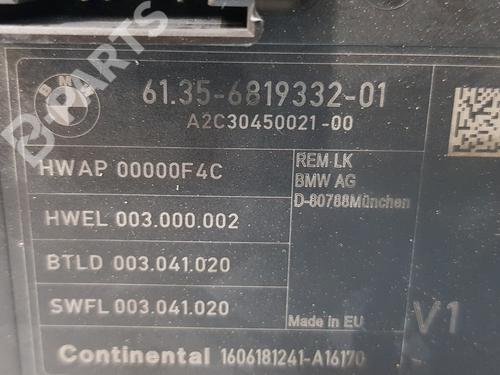 BMW
B-PARTS
61.35-6819332-01
A2C30450021-00
HWAP 00000F4C
REM LK
BMW AG
D-80788München
HWEL 003.000.002
BTLD 003.041.020
SWFL 003.041.020
Made in EU
V1
Continental 1606181241-A16170